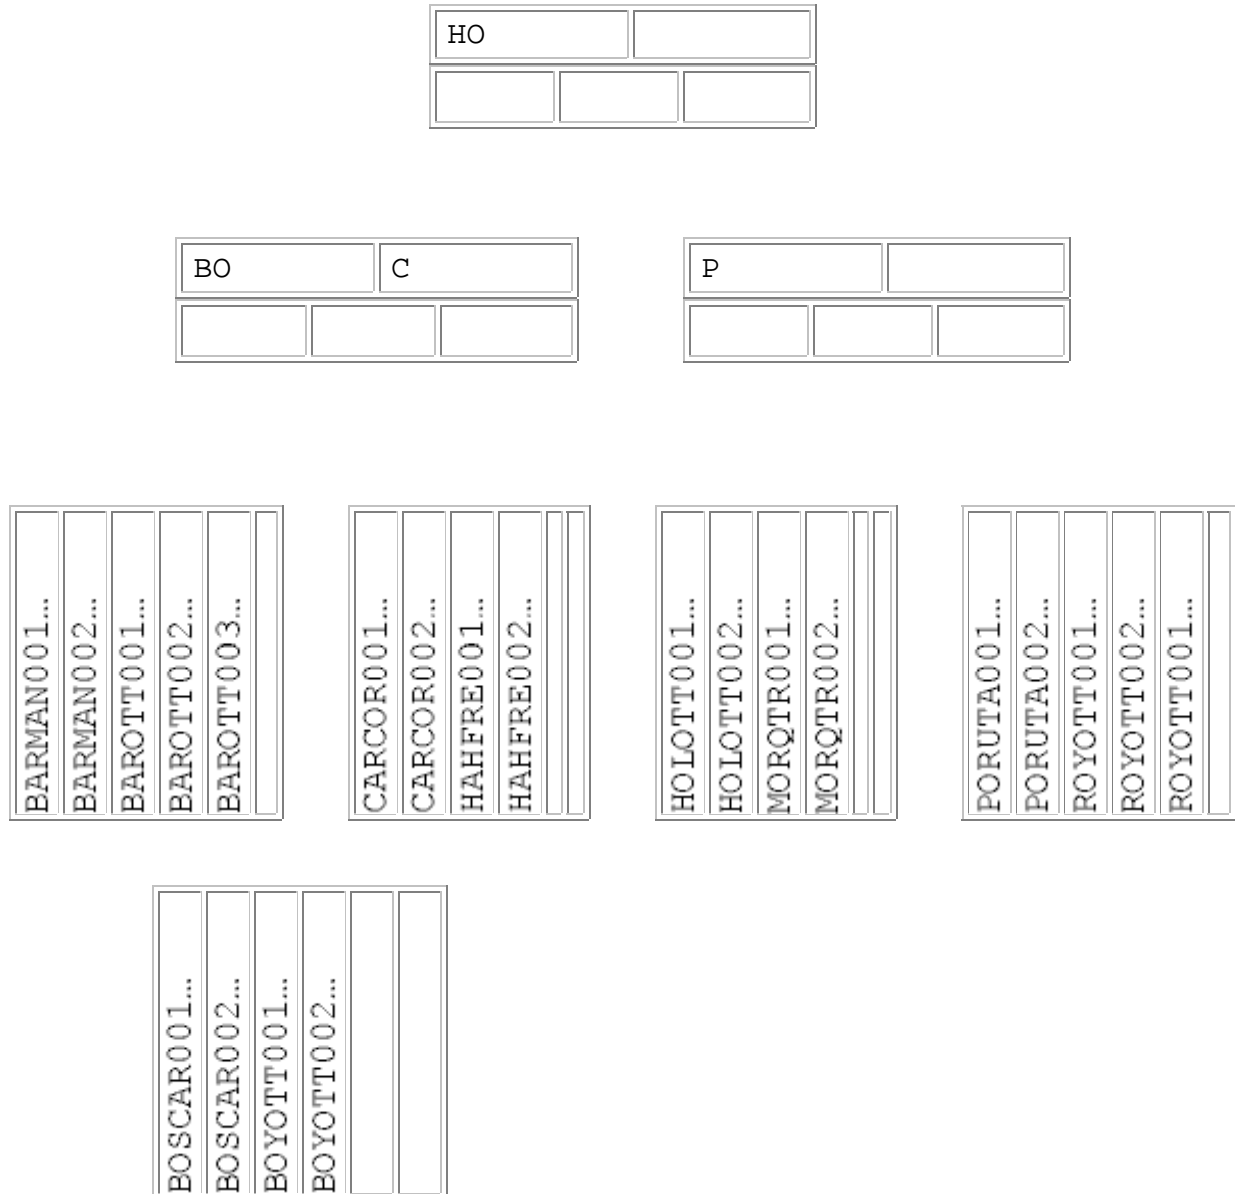 HO
BO C
P
BARMAN001...
BARMAN002...
BAROTT001...
BAROTT002...
BAROTT003...
CARCOR001...
CARCOR002...
HAHFRE001...
HAHFRE002...
HOLOTT001...
HOLOTT002...
MORQTR001...
MORQTR002...
PORUTA001...
PORUTA002...
ROYOTT001...
ROYOTT002...
ROYOTT001...
BOSCAR001...
BOSCAR002...
BOYOTT001...
BOYOTT002...